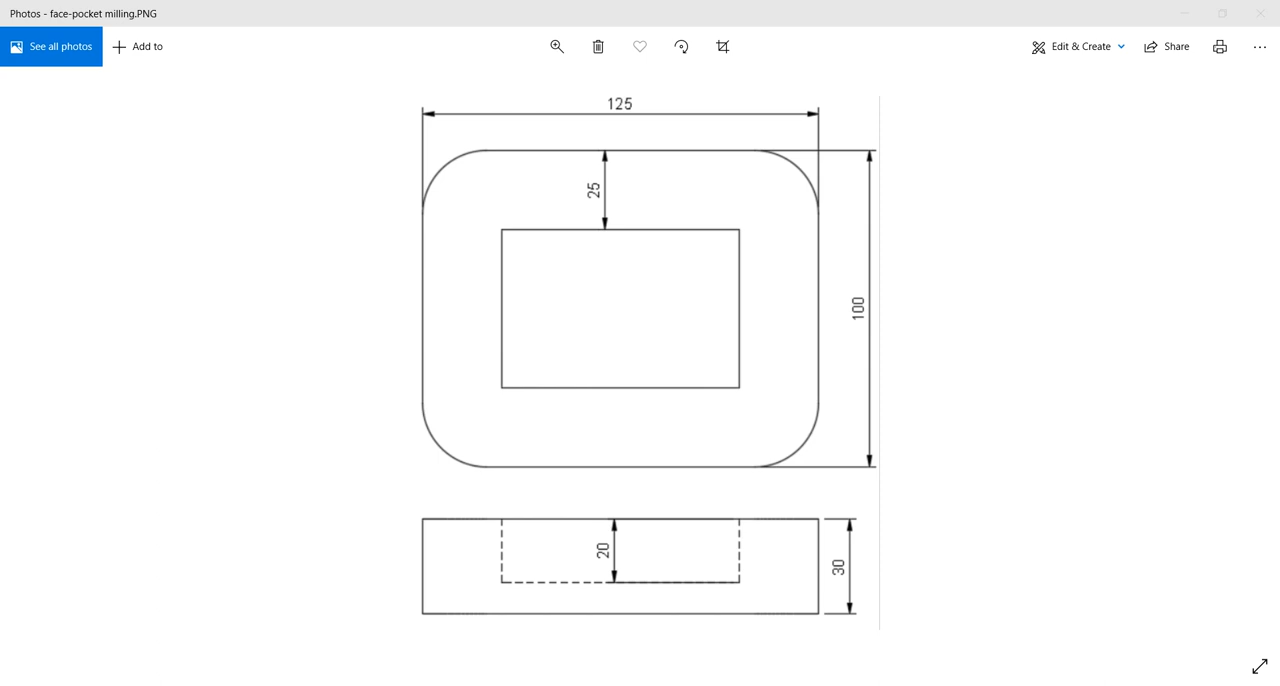 Photos - face-pocket milling.PNG
See all photos
Add to
Edit & Create
Share
125
25
100
20
30